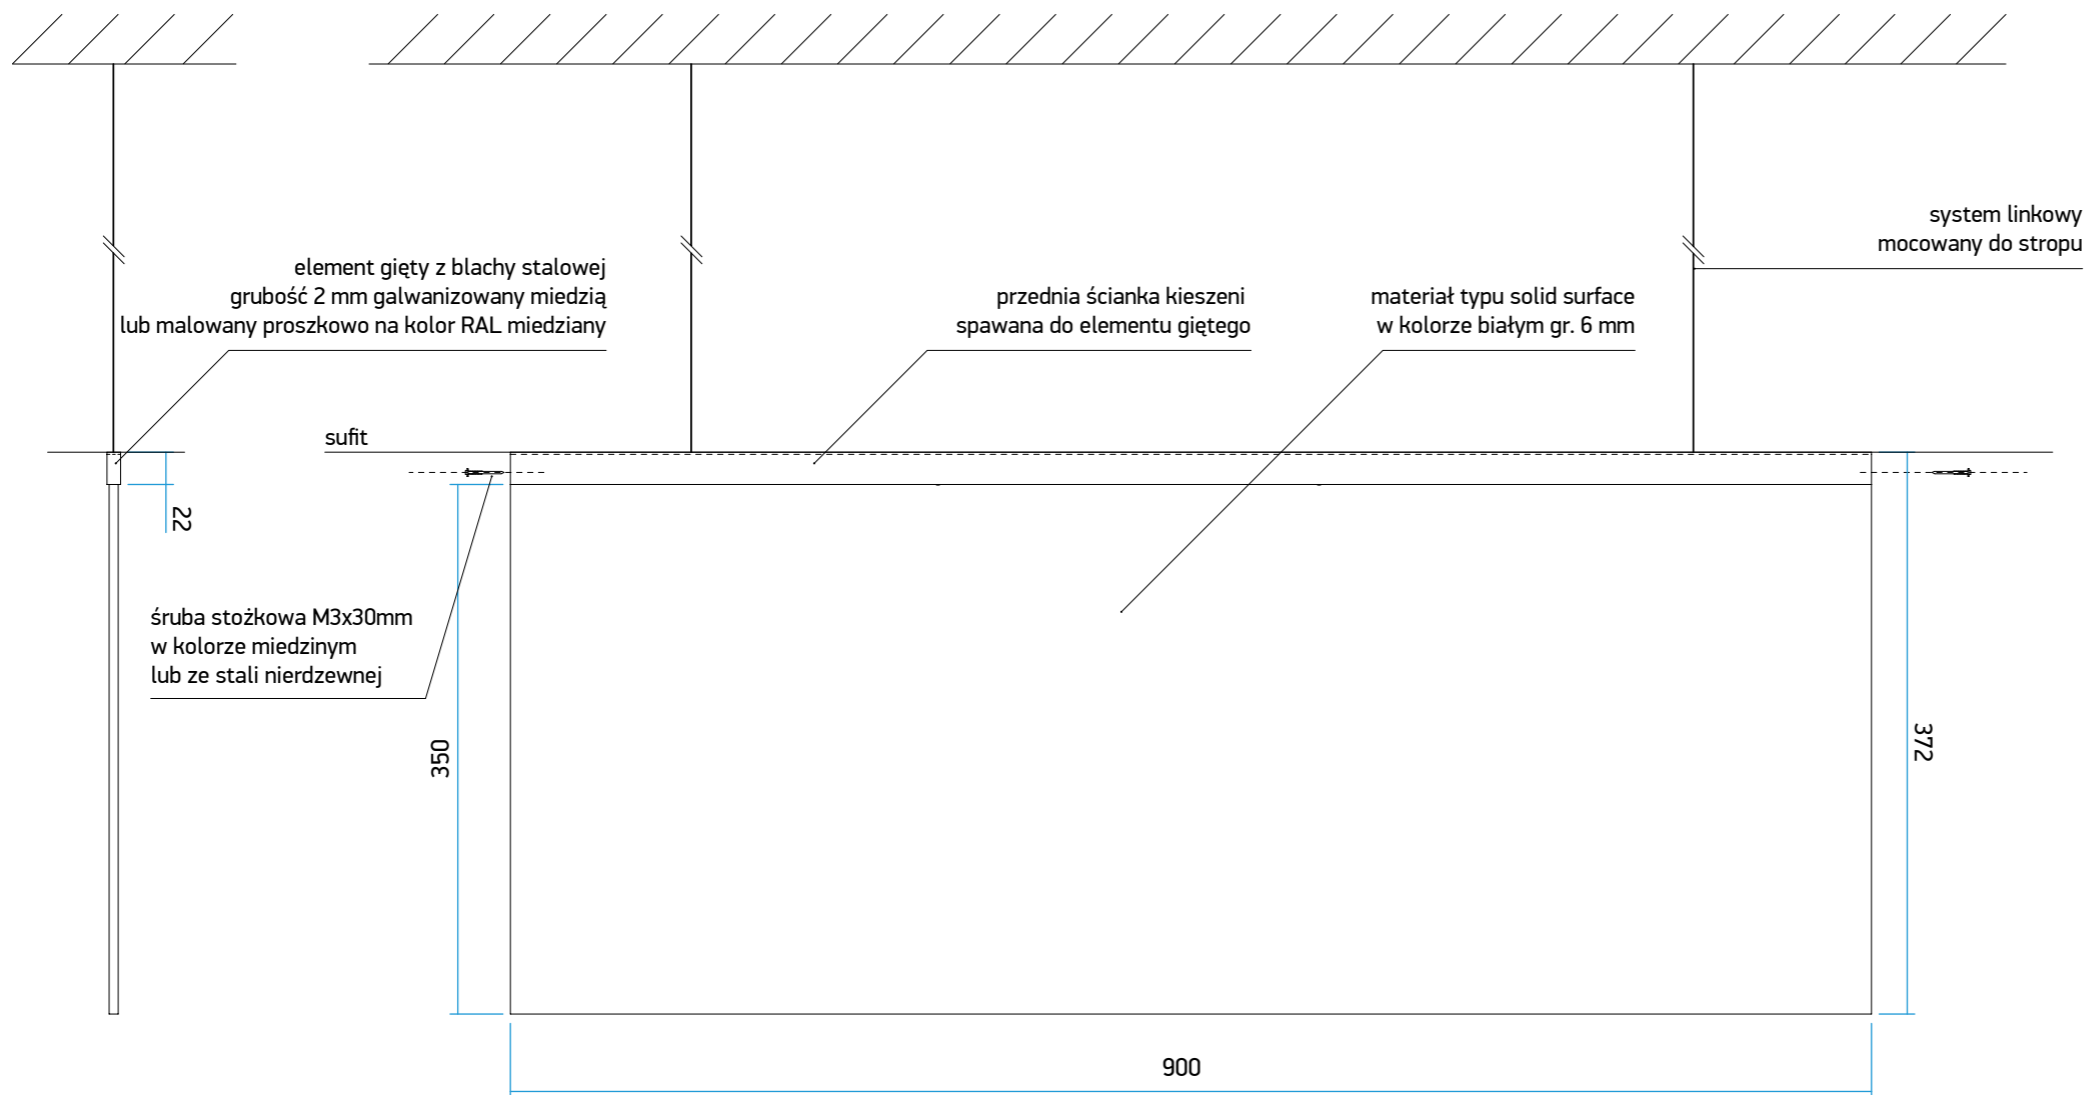 system linkowy
mocowany do stropu
element gięty z blachy stalowej
grubość 2 mm galwanizowany miedzią
lub malowany proszkowo na kolor RAL miedziany
przednia ścianka kieszeni
spawana do elementu giętego
materiał typu solid surface
w kolorze białym gr. 6 mm
sufit
22
śruba stożkowa M3x30mm
w kolorze miedzinym
lub ze stali nierdzewnej
350
372
900